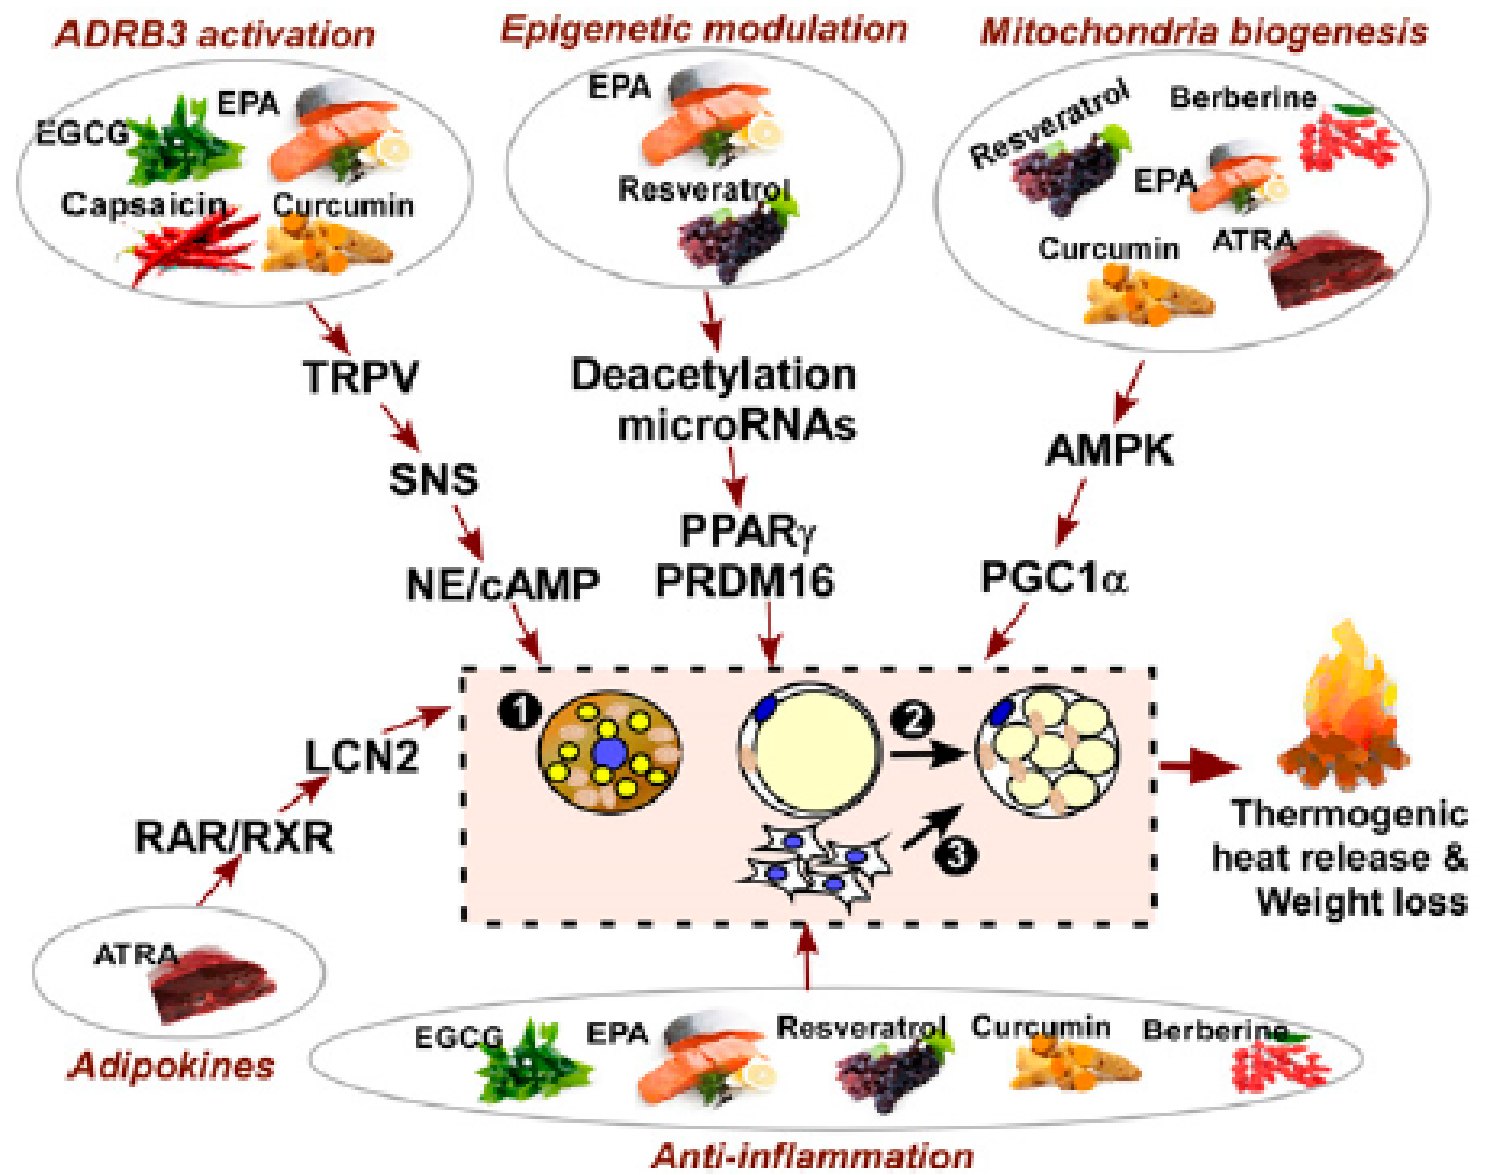 ADRB3 activation
EPA
EGCG
Capsaicin
Curcumin
Epigenetic modulation
EPA
Resveratrol
Mitochondria biogenesis
Resveratrol
Berberine
EPA
Curcumin
ATRA
TRPV
SNS
NE/cAMP
Deacetylation
microRNAs
PPARγ
PRDM16
AMPK
PGC1α
1
2
3
LCN2
RAR/RXR
ATRA
Adipokines
Thermogenic
heat release &
Weight loss
EGCG
EPA
Resveratrol
Curcumin
Berberine
Anti-inflammation